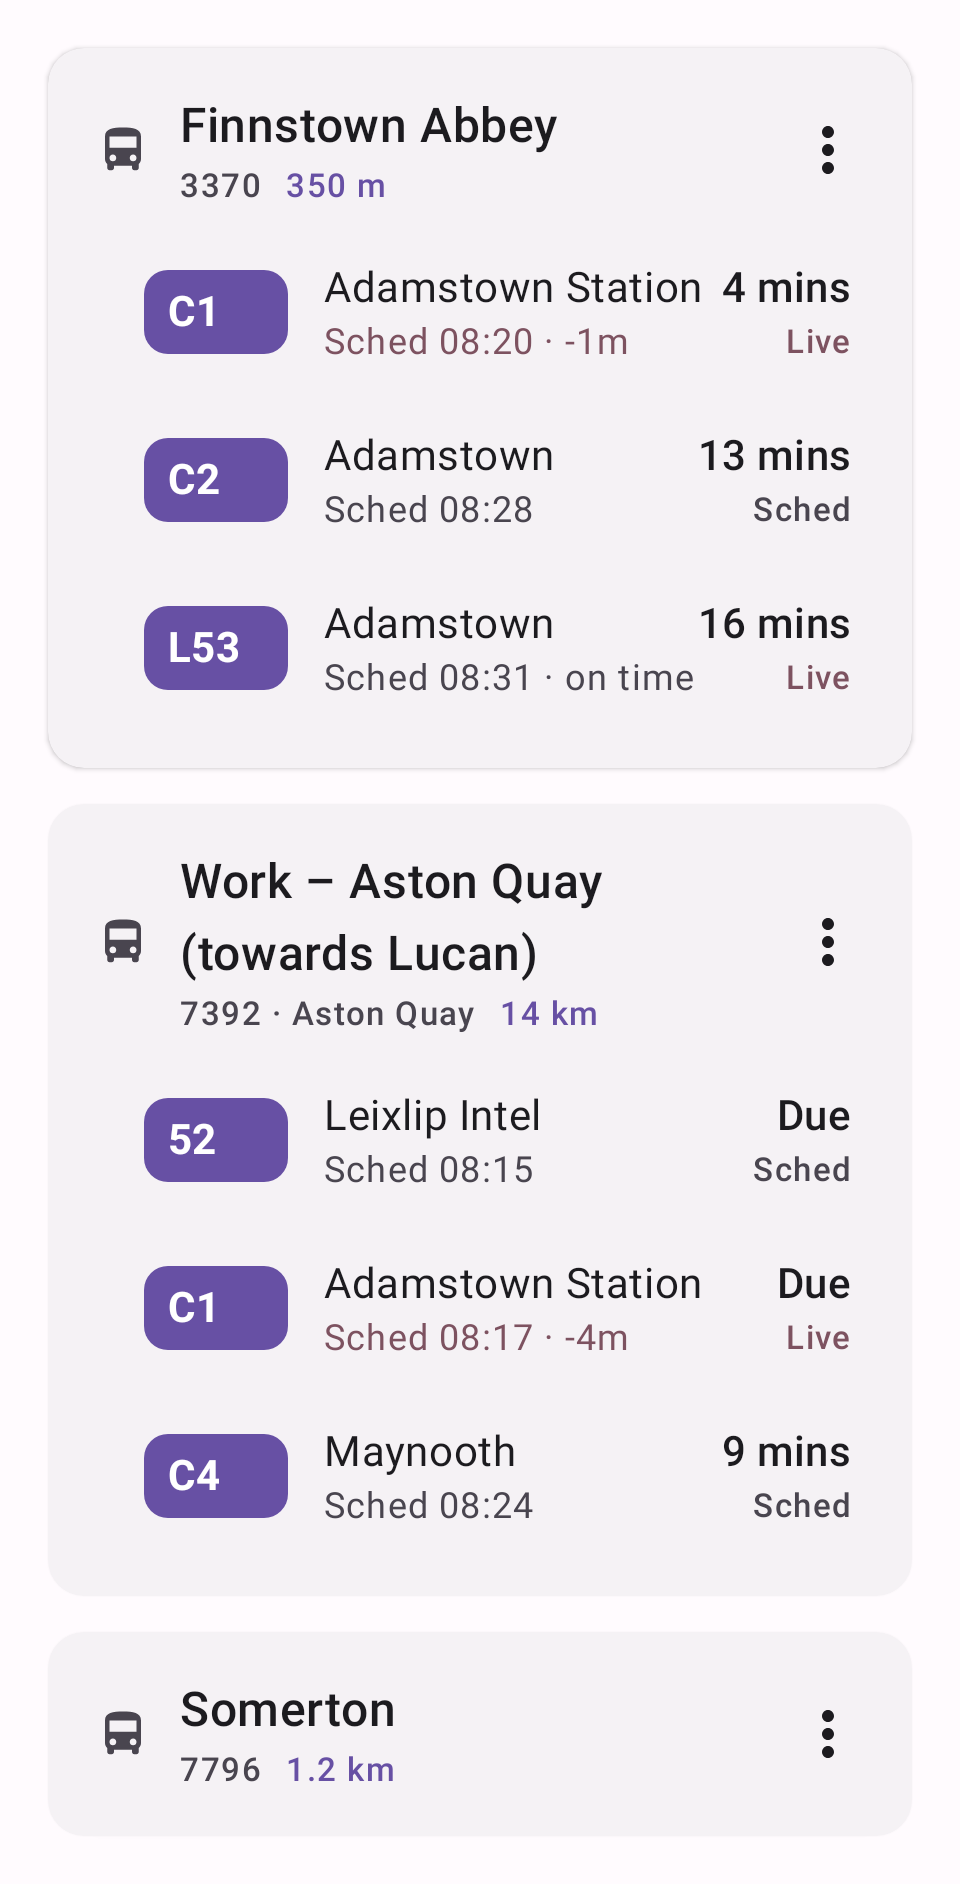 Finnstown Abbey
3370 350 m
C1 Adamstown Station 4 mins
Sched 08:20 · -1m Live
C2 Adamstown 13 mins
Sched 08:28 Sched
L53 Adamstown 16 mins
Sched 08:31 · on time Live
Work – Aston Quay
(towards Lucan)
7392 · Aston Quay 14 km
52 Leixlip Intel Due
Sched 08:15 Sched
C1 Adamstown Station Due
Sched 08:17 · -4m Live
C4 Maynooth 9 mins
Sched 08:24 Sched
Somerton
7796 1.2 km